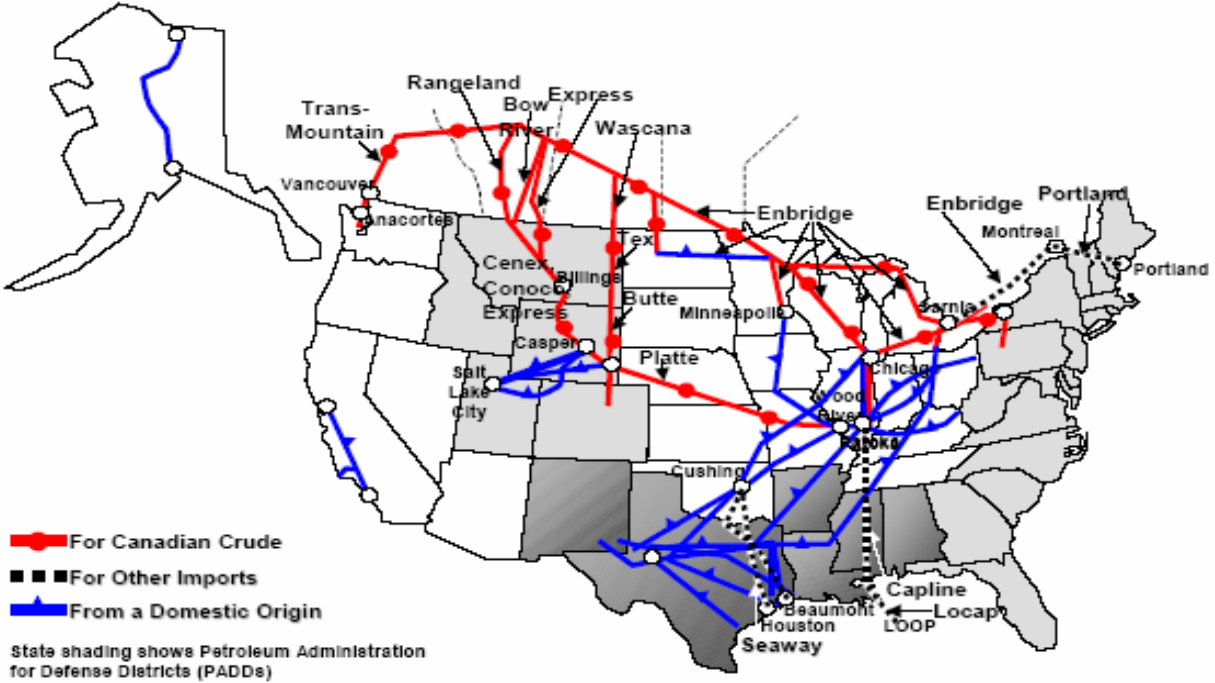 Rangeland
Bow
River
Express
Trans-
Mountain
Wascana
Vancouver
Anacortes
Enbridge
Enbridge
Portland
Montreal
Portland
Tex
Cenex
Billings
Conoco
Express
Butte
Minneapolis
Sarnia
Casper
Platte
Chicago
Salt
Lake
City
Wood
River
Patoka
Cushing
For Canadian Crude
For Other Imports
From a Domestic Origin
Capline
Beaumont
Locap
Houston
LOOP
Seaway
State shading shows Petroleum Administration
for Defense Districts (PADDs)